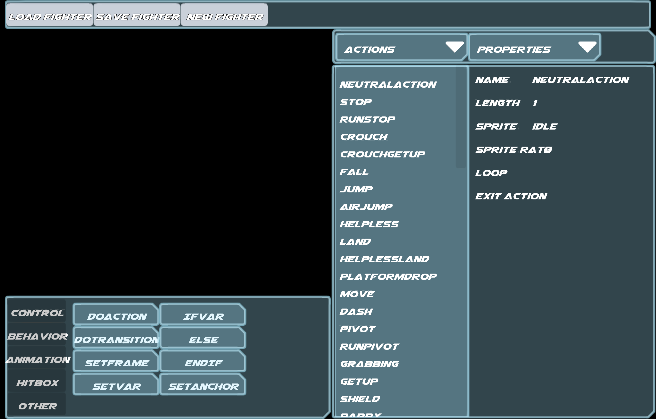 LOAD FIGHTER SAVE FIGHTER NEW FIGHTER
ACTIONS PROPERTIES
NEUTRALACTION
STOP
RUNSTOP
CROUCH
CROUCHGETUP
FALL
JUMP
AIRJUMP
HELPLESS
LAND
HELPLESSLAND
PLATFORMDROP
MOVE
DASH
PIVOT
RUNPIVOT
GRABBING
GETUP
SHIELD
PARRY
NAME NEUTRALACTION
LENGTH 1
SPRITE IDLE
SPRITE RAT0
LOOP
EXIT ACTION
CONTROL
BEHAVIOR
ANIMATION
HITBOX
OTHER
DOACTION IFVAR
DOTRANSITION ELSE
SETFRAME ENDIF
SETVAR SETANCHOR